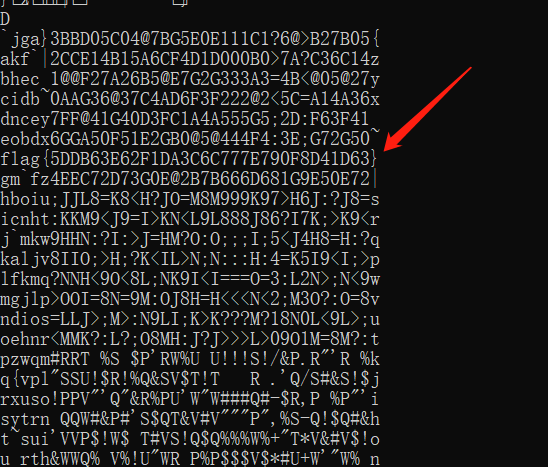 D
`jga}3BBD05C04@7BG5E0E111C1?6@>B27B05{
akf`|2CCE14B15A6CF4D1D000B0>7A?C36C14z
bhec 1@@F27A26B5@E7G2G333A3=4B<@05@27y
cidb~0AAG36@37C4AD6F3F222@2<5C=A14A36x
dncey7FF@41G40D3FC1A4A555G5;2D:F63F41
eobdx6GGA50F51E2GB0@5@444F4:3E;G72G50~
flag{5DDB63E62F1DA3C6C777E790F8D41D63}
gm`fz4EEC72D73G0E@2B7B666D681G9E50E72|
hboiu;JJL8=K8<H?JO=M8M999K97>H6J:?J8=s
icnht:KKM9<J9=I>KN<L9L888J86?I7K;>K9<r
j`mkw9HHN:?I:>J=HM?O:O;;;I;5<J4H8=H:?q
kaljv8IIO;>H;?K<IL>N;N:::H:4=K5I9<I;>p
lfkmq?NNH<9O<8L;NK9I<I===O=3:L2N>;N<9w
mgjlp>OOI=8N=9M:OJ8H=H<<<N<2;M3O?:O=8v
ndios=LLJ>;M>:N9LI;K>K???M?18N0L<9L>;u
oehnr<MMK?:L?;O8MH:J?J>>>L>09O1M=8M?:t
pzwqm#RRT %S $P'RW%U U!!!S!/&P.R"'R %k
q{vpl"SSU!$R!%Q&SV$T!T   R .'Q/S#&S!$j
rxuso!PPV"'Q"&R%PU'W"W###Q#-$R,P %P"'i
sytrn QQW#&P#'S$QT&V#V"""P",%S-Q!$Q#&h
t~sui'VVP$!W$ T#VS!Q$Q%%%W%+"T*V&#V$!o
u rth&WWQ% V%!U"WR P%P$$$V$*#U+W'"W% n